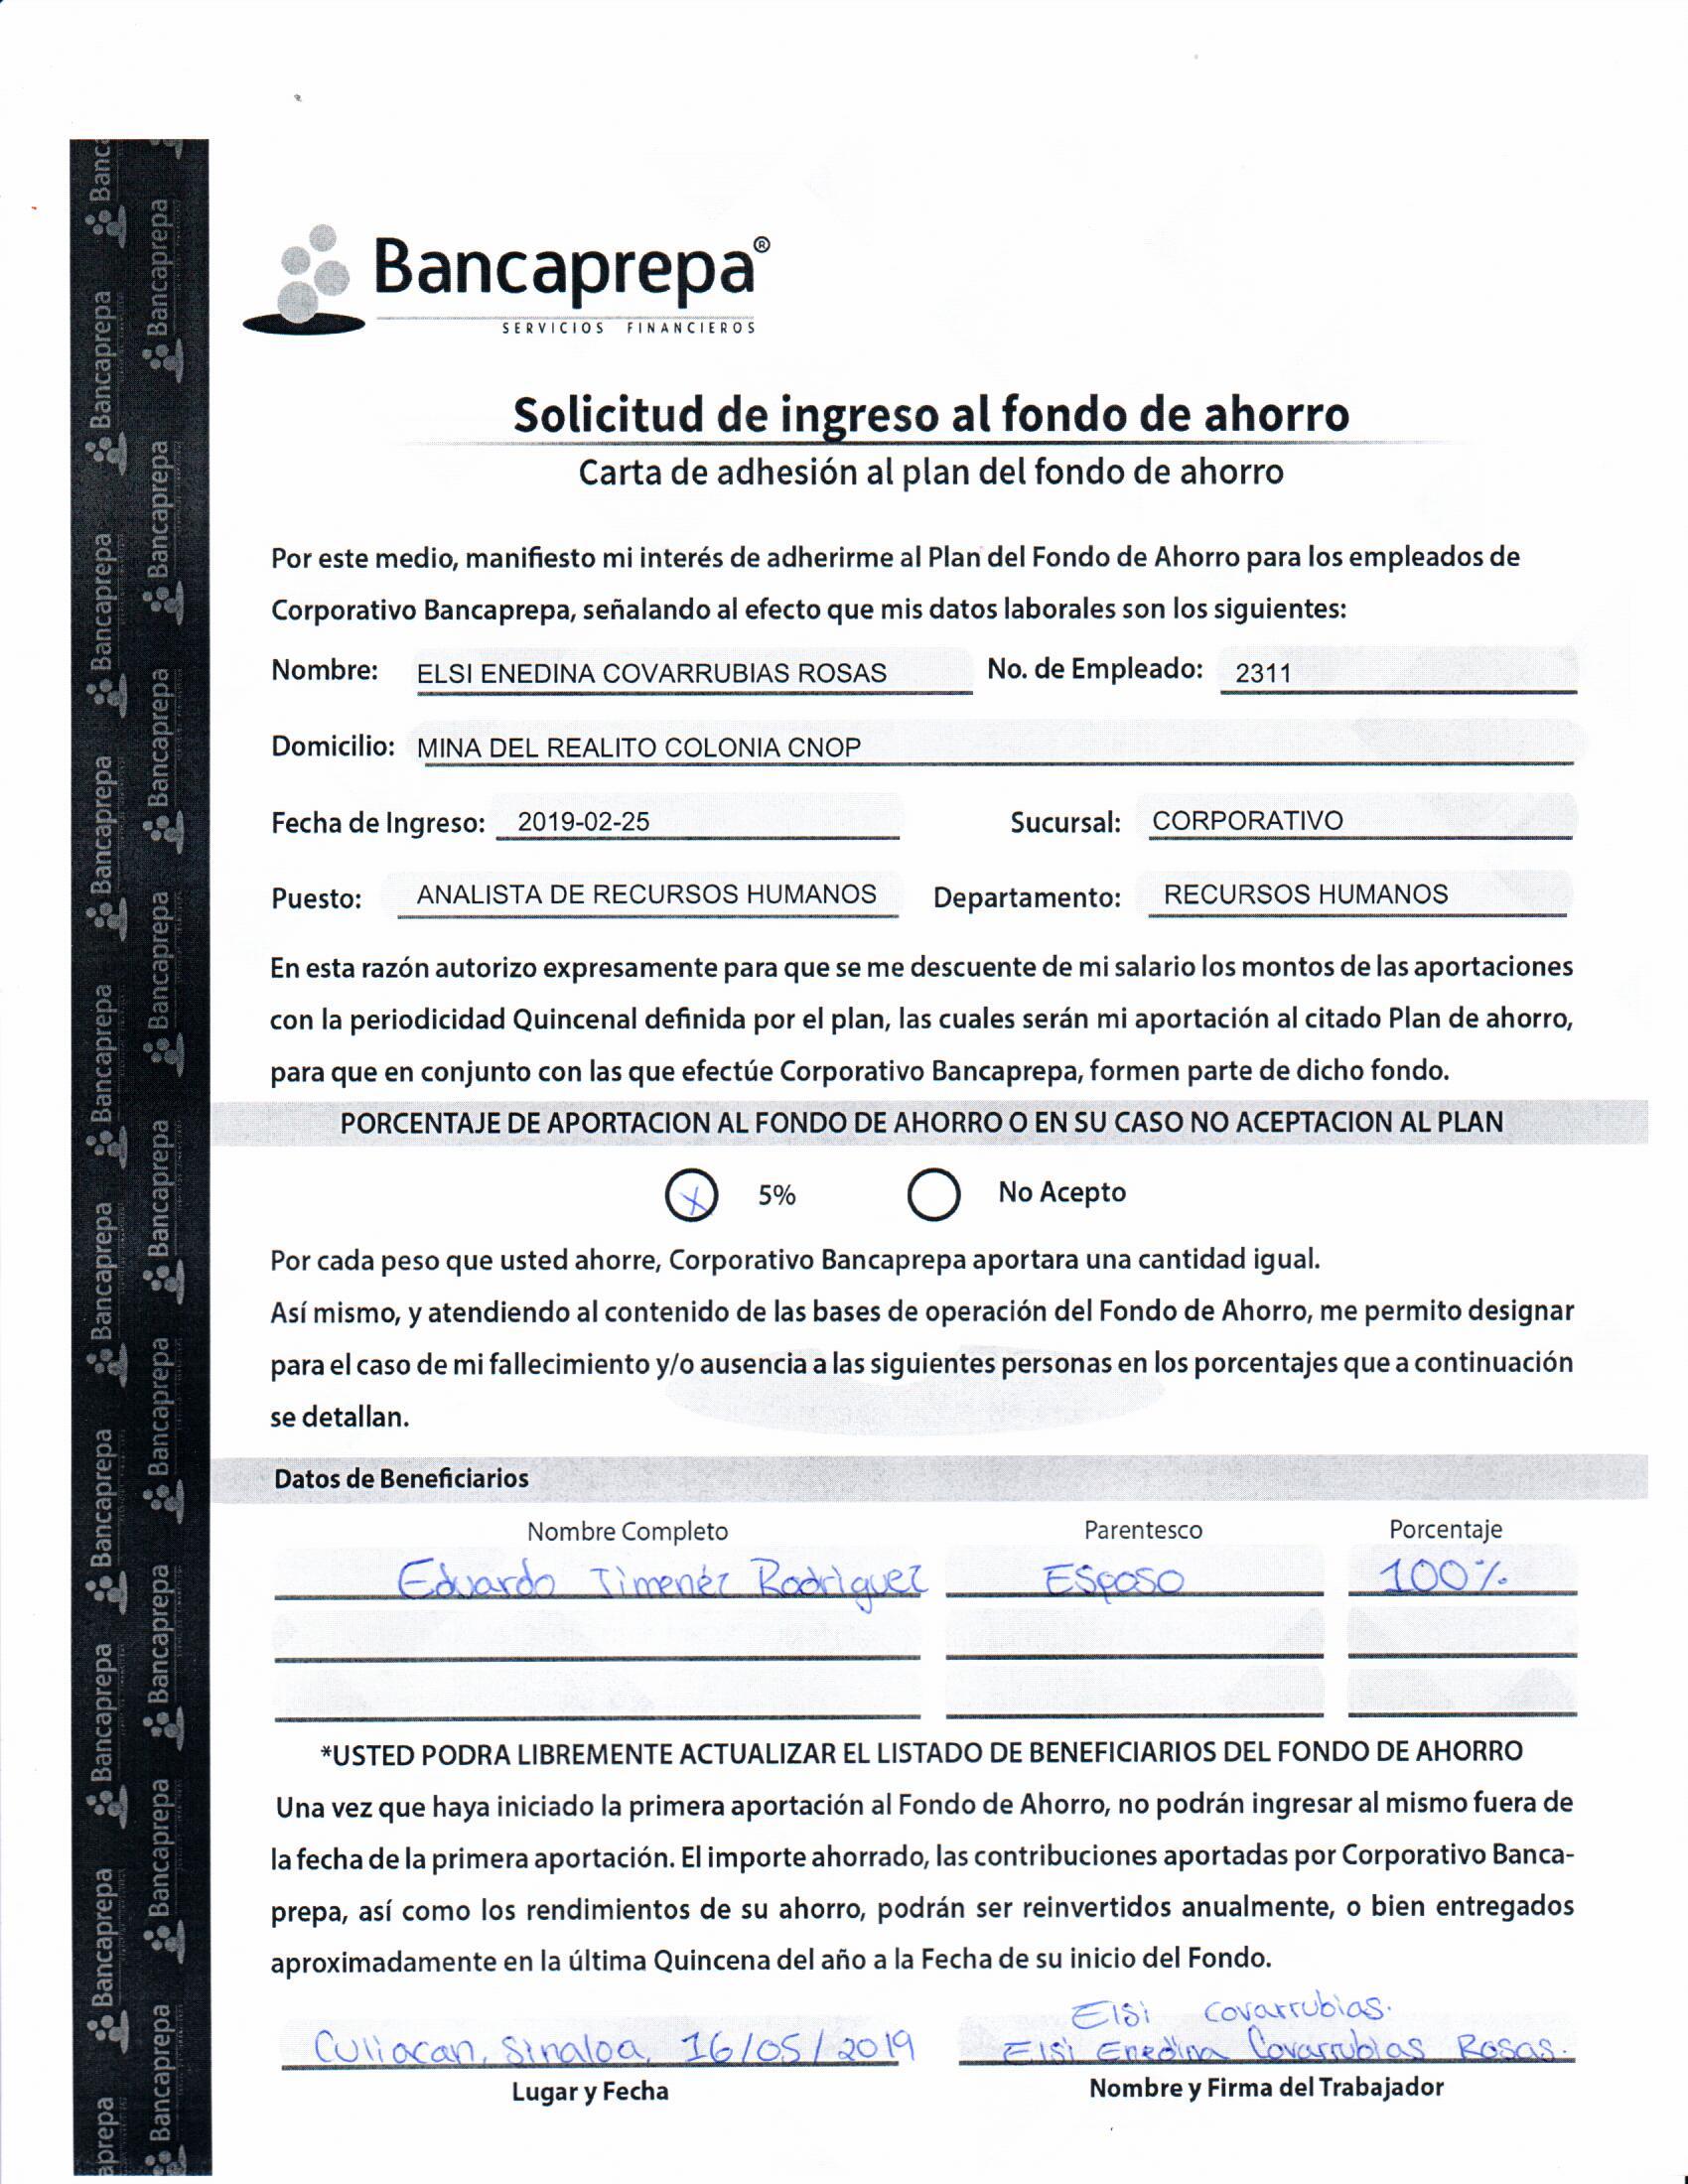 Bancaprepa®
SERVICIOS FINANCIEROS
Solicitud de ingreso al fondo de ahorro
Carta de adhesión al plan del fondo de ahorro
Por este medio, manifiesto mi interés de adherirme al Plan del Fondo de Ahorro para los empleados de
Corporativo Bancaprepa, señalando al efecto que mis datos laborales son los siguientes:
Nombre: ELSI ENEDINA COVARRUBIAS ROSAS No. de Empleado: 2311
Domicilio: MINA DEL REALITO COLONIA CNOP
Fecha de Ingreso: 2019-02-25 Sucursal: CORPORATIVO
Puesto: ANALISTA DE RECURSOS HUMANOS Departamento: RECURSOS HUMANOS
En esta razón autorizo expresamente para que se me descuente de mi salario los montos de las aportaciones
con la periodicidad Quincenal definida por el plan, las cuales serán mi aportación al citado Plan de ahorro,
para que en conjunto con las que efectúe Corporativo Bancaprepa, formen parte de dicho fondo.
PORCENTAJE DE APORTACION AL FONDO DE AHORRO O EN SU CASO NO ACEPTACION AL PLAN
X 5% No Acepto
Por cada peso que usted ahorre, Corporativo Bancaprepa aportara una cantidad igual.
Así mismo, y atendiendo al contenido de las bases de operación del Fondo de Ahorro, me permito designar
para el caso de mi fallecimiento y/o ausencia a las siguientes personas en los porcentajes que a continuación
se detallan.
Datos de Beneficiarios
Nombre Completo Parentesco Porcentaje
Eduardo Jimenéz Rodriguez Esposo 100%
*USTED PODRA LIBREMENTE ACTUALIZAR EL LISTADO DE BENEFICIARIOS DEL FONDO DE AHORRO
Una vez que haya iniciado la primera aportación al Fondo de Ahorro, no podrán ingresar al mismo fuera de
la fecha de la primera aportación. El importe ahorrado, las contribuciones aportadas por Corporativo Banca-
prepa, así como los rendimientos de su ahorro, podrán ser reinvertidos anualmente, o bien entregados
aproximadamente en la última Quincena del año a la Fecha de su inicio del Fondo.
Elsi Covarrubias.
Culiacan, Sinaloa, 16/05/2019 Elsi Enedina Covarrubias Rosas.
Lugar y Fecha Nombre y Firma del Trabajador